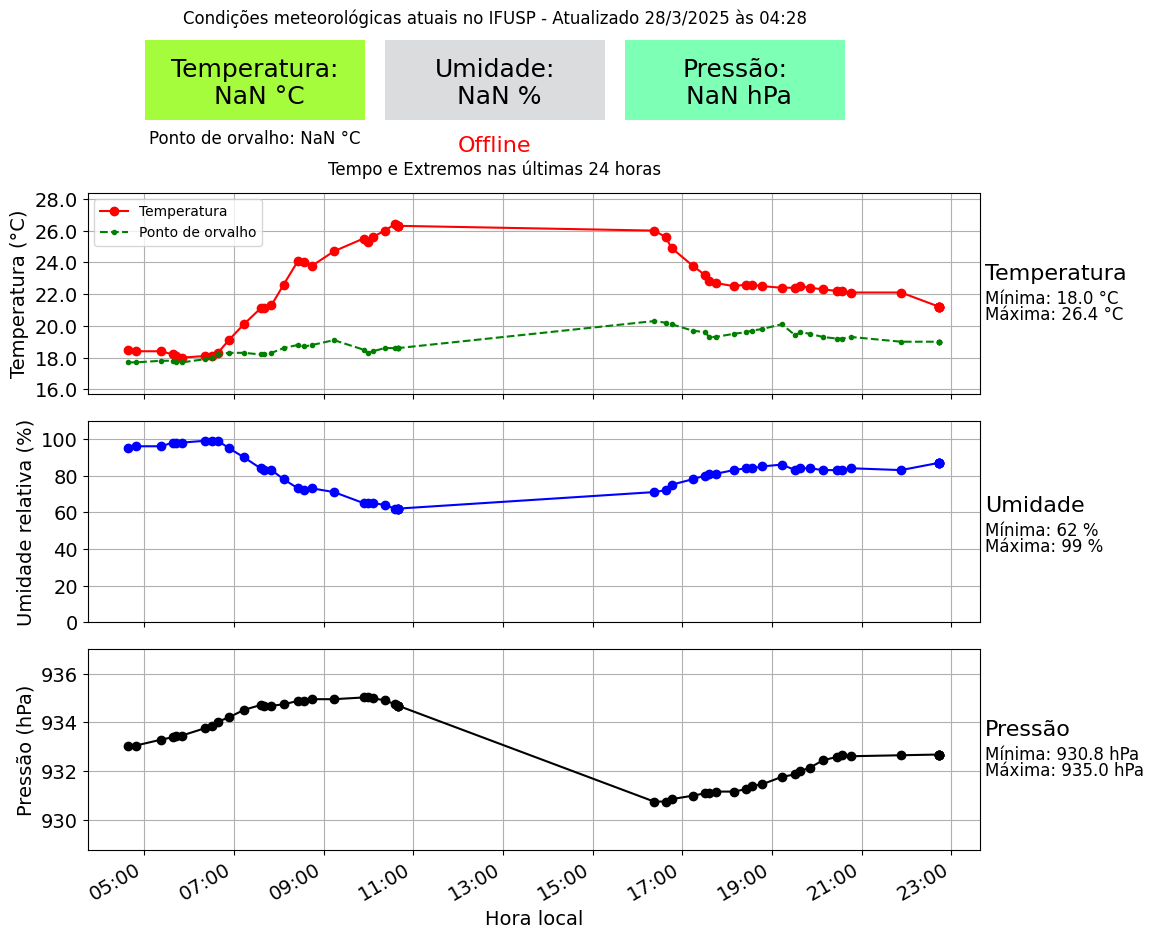 Condições meteorológicas atuais no IFUSP - Atualizado 28/3/2025 às 04:28
Temperatura:
NaN °C
Umidade:
NaN %
Pressão:
NaN hPa
Ponto de orvalho: NaN °C
Offline
Tempo e Extremos nas últimas 24 horas
Temperatura (°C)
28.0
26.0
24.0
22.0
20.0
18.0
16.0
Temperatura
Ponto de orvalho
Temperatura
Mínima: 18.0 °C
Máxima: 26.4 °C
Umidade relativa (%)
100
80
60
40
20
0
Umidade
Mínima: 62 %
Máxima: 99 %
Pressão (hPa)
936
934
932
930
Pressão
Mínima: 930.8 hPa
Máxima: 935.0 hPa
05:00
07:00
09:00
11:00
13:00
15:00
17:00
19:00
21:00
23:00
Hora local